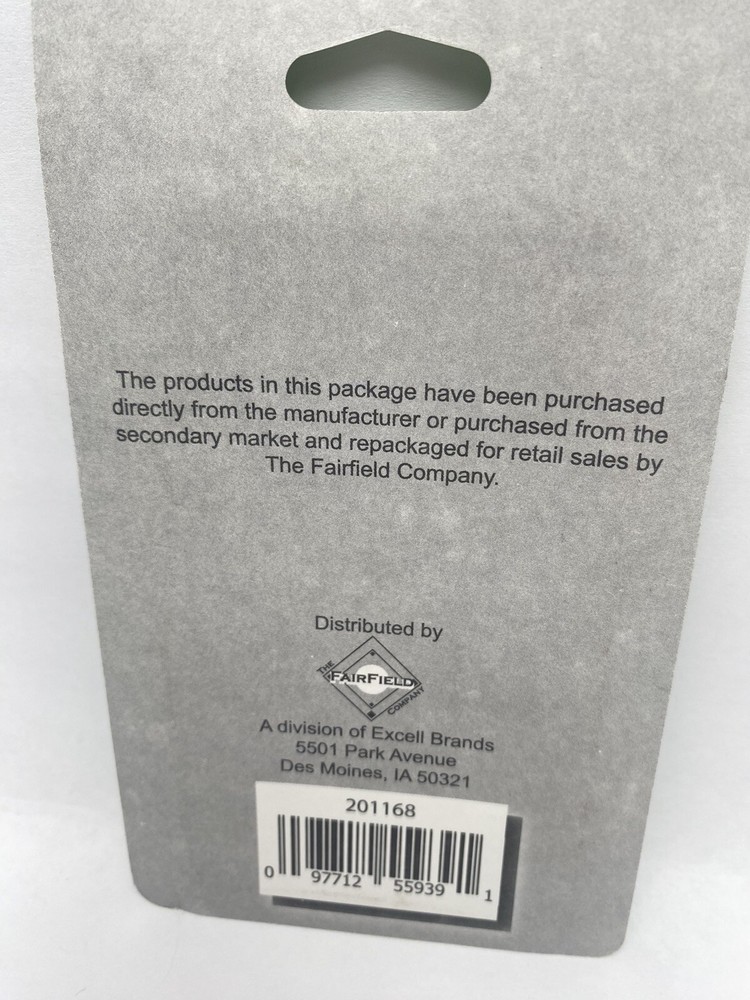 The products in this package have been purchased
directly from the manufacturer or purchased from the
secondary market and repackaged for retail sales by
The Fairfield Company.
Distributed by
THE
FAIRFIELD
COMPANY
A division of Excell Brands
5501 Park Avenue
Des Moines, IA 50321
201168
0 97712 55939 1